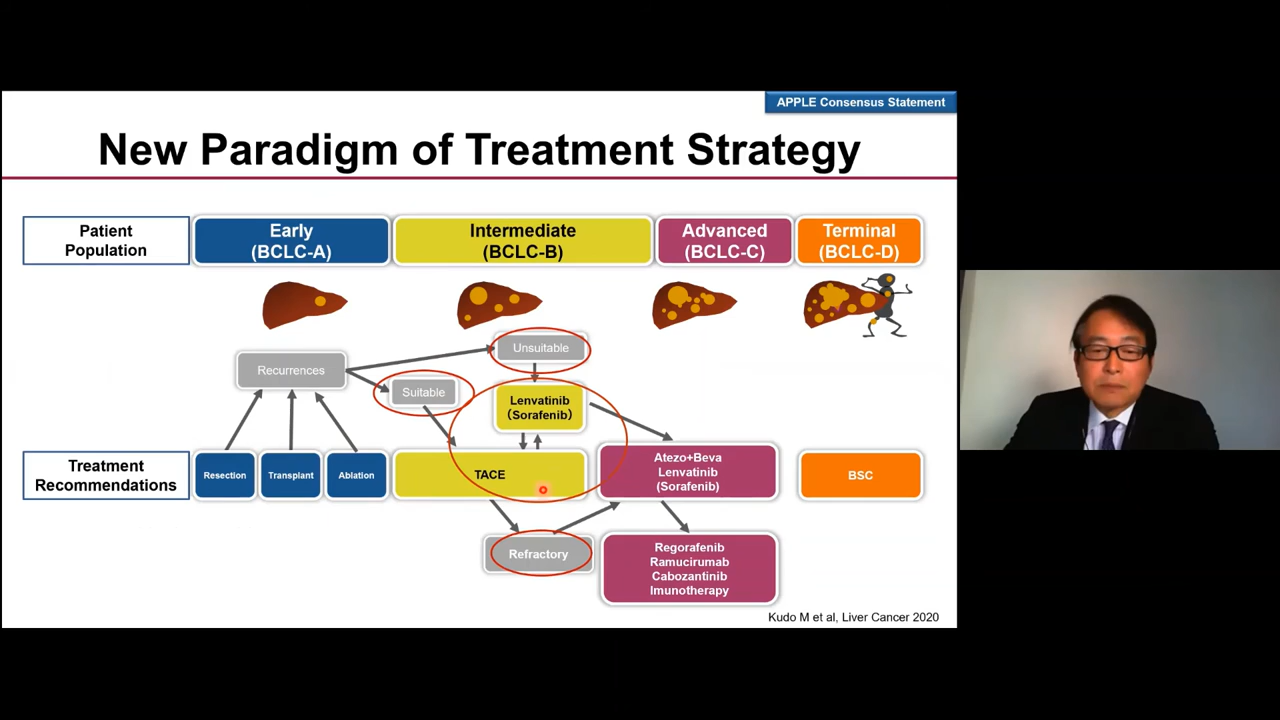 APPLE Consensus Statement
New Paradigm of Treatment Strategy
Patient
Population
Early
(BCLC-A)
Intermediate
(BCLC-B)
Advanced
(BCLC-C)
Terminal
(BCLC-D)
Unsuitable
Recurrences
Suitable
Lenvatinib
(Sorafenib)
Treatment
Recommendations
Resection
Transplant
Ablation
TACE
Atezo+Beva
Lenvatinib
(Sorafenib)
BSC
Refractory
Regorafenib
Ramucirumab
Cabozantinib
Imunotherapy
Kudo M et al, Liver Cancer 2020